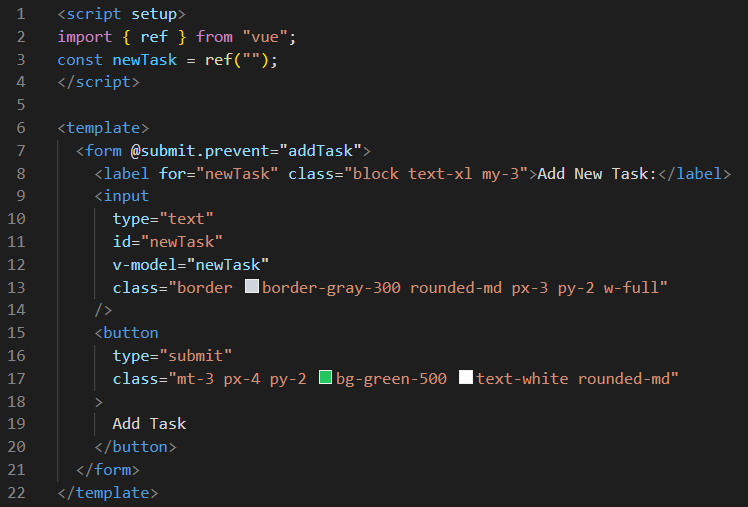 1 <script setup>
2 import { ref } from "vue";
3 const newTask = ref("");
4 </script>
5
6 <template>
7   <form @submit.prevent="addTask">
8     <label for="newTask" class="block text-xl my-3">Add New Task:</label>
9     <input
10       type="text"
11       id="newTask"
12       v-model="newTask"
13       class="border border-gray-300 rounded-md px-3 py-2 w-full"
14     />
15     <button
16       type="submit"
17       class="mt-3 px-4 py-2 bg-green-500 text-white rounded-md"
18     >
19       Add Task
20     </button>
21   </form>
22 </template>